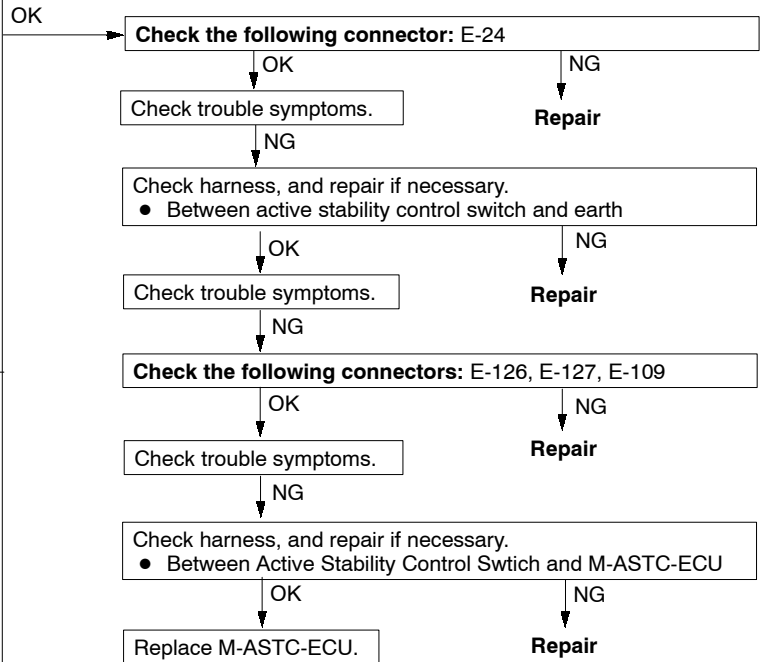 OK
Check the following connector: E-24
OK
NG
Check trouble symptoms.
Repair
NG
Check harness, and repair if necessary.
● Between active stability control switch and earth
OK
NG
Check trouble symptoms.
Repair
NG
Check the following connectors: E-126, E-127, E-109
OK
NG
Check trouble symptoms.
Repair
NG
Check harness, and repair if necessary.
● Between Active Stability Control Swtich and M-ASTC-ECU
OK
NG
Replace M-ASTC-ECU.
Repair